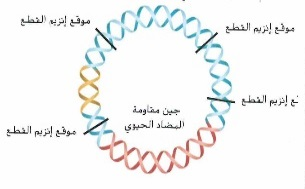 موقع إنزيم القطع
موقع إنزيم القطع
ع إنزيم القطع
جين مقاومة
المضاد الحيوي
موقع إنزيم القطع